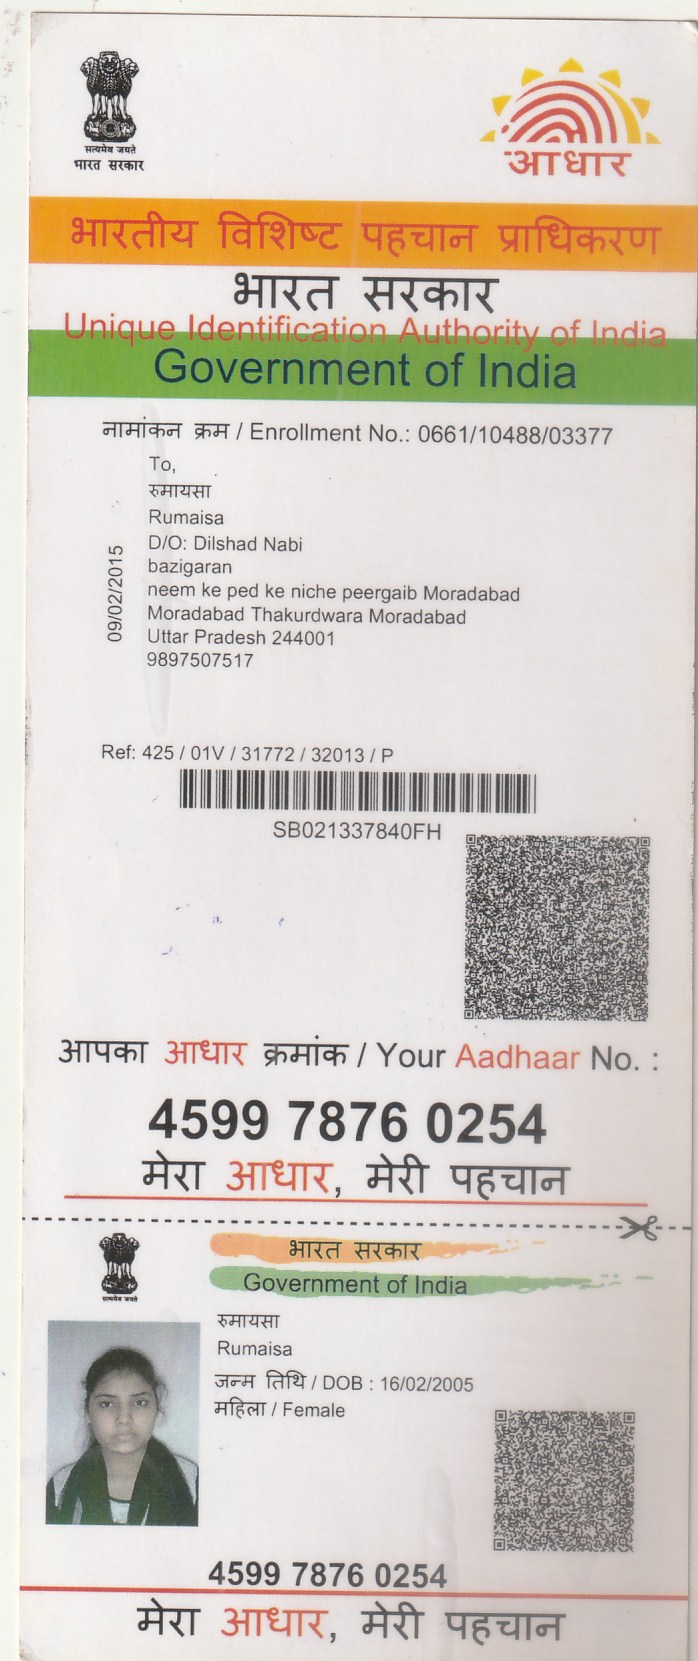 सत्यमेव जयते
भारत सरकार
आधार
भारतीय विशिष्ट पहचान प्राधिकरण
भारत सरकार
Unique Identification Authority of India
Government of India
नामांकन क्रम / Enrollment No.: 0661/10488/03377
To,
रुमायसा
Rumaisa
D/O: Dilshad Nabi
bazigaran
neem ke ped ke niche peergaib Moradabad
Moradabad Thakurdwara Moradabad
Uttar Pradesh 244001
9897507517
09/02/2015
Ref: 425 / 01V / 31772 / 32013 / P
SB021337840FH
आपका आधार क्रमांक / Your Aadhaar No. :
4599 7876 0254
मेरा आधार, मेरी पहचान
सत्यमेव जयते
भारत सरकार
Government of India
रुमायसा
Rumaisa
जन्म तिथि / DOB : 16/02/2005
महिला / Female
4599 7876 0254
मेरा आधार, मेरी पहचान